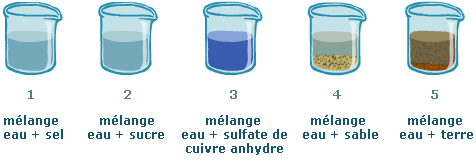 1 2 3 4 5
mélange mélange mélange mélange mélange
eau + sel eau + sucre eau + sulfate de eau + sable eau + terre
cuivre anhydre